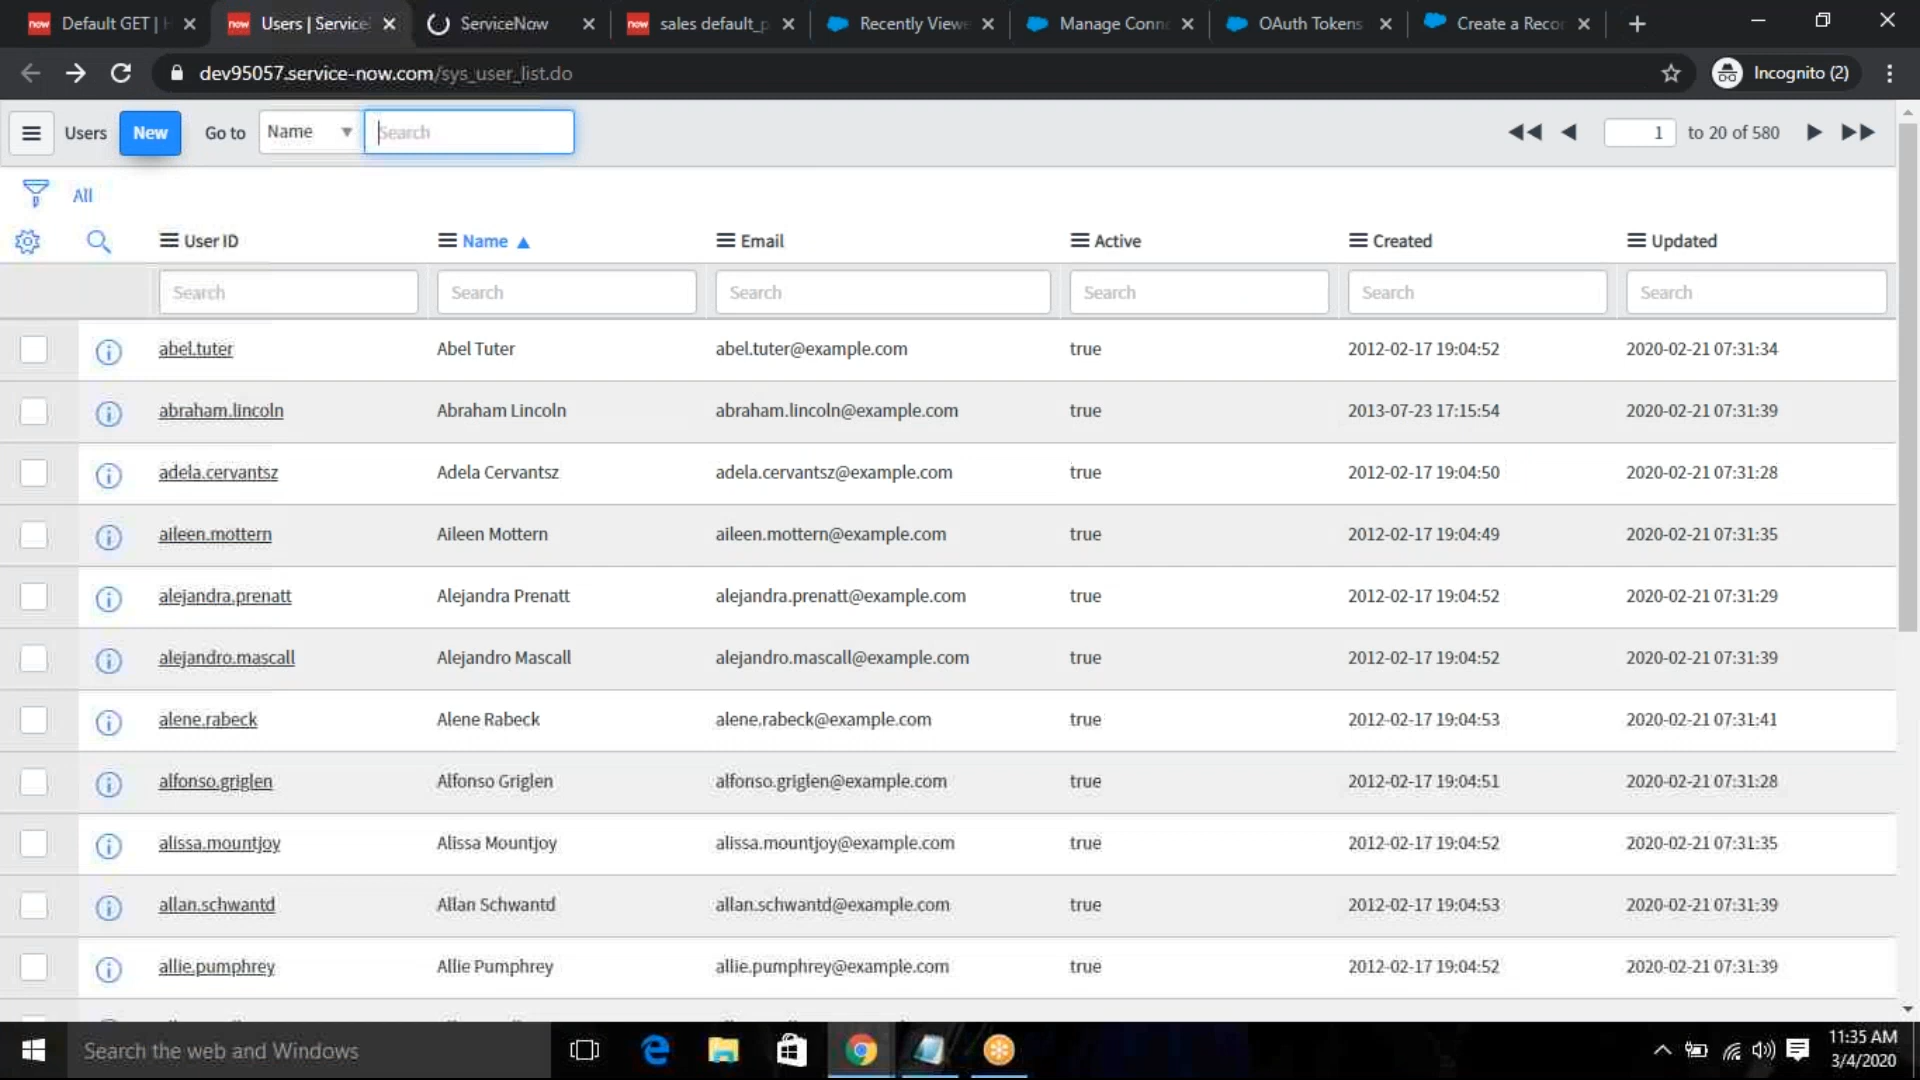 now Default GET | H
now Users | Service
ServiceNow
now sales default_p
Recently Viewe
Manage Conne
OAuth Tokens
Create a Recor
dev95057.service-now.com/sys_user_list.do
Incognito (2)
Users New Go to Name Search 1 to 20 of 580
All
User ID Name Email Active Created Updated
Search Search Search Search Search Search
abel.tuter Abel Tuter abel.tuter@example.com true 2012-02-17 19:04:52 2020-02-21 07:31:34
abraham.lincoln Abraham Lincoln abraham.lincoln@example.com true 2013-07-23 17:15:54 2020-02-21 07:31:39
adela.cervantsz Adela Cervantsz adela.cervantsz@example.com true 2012-02-17 19:04:50 2020-02-21 07:31:28
aileen.mottern Aileen Mottern aileen.mottern@example.com true 2012-02-17 19:04:49 2020-02-21 07:31:35
alejandra.prenatt Alejandra Prenatt alejandra.prenatt@example.com true 2012-02-17 19:04:52 2020-02-21 07:31:29
alejandro.mascall Alejandro Mascall alejandro.mascall@example.com true 2012-02-17 19:04:52 2020-02-21 07:31:39
alene.rabeck Alene Rabeck alene.rabeck@example.com true 2012-02-17 19:04:53 2020-02-21 07:31:41
alfonso.griglen Alfonso Griglen alfonso.griglen@example.com true 2012-02-17 19:04:51 2020-02-21 07:31:28
alissa.mountjoy Alissa Mountjoy alissa.mountjoy@example.com true 2012-02-17 19:04:52 2020-02-21 07:31:35
allan.schwantd Allan Schwantd allan.schwantd@example.com true 2012-02-17 19:04:53 2020-02-21 07:31:39
allie.pumphrey Allie Pumphrey allie.pumphrey@example.com true 2012-02-17 19:04:52 2020-02-21 07:31:39
Search the web and Windows
11:35 AM
3/4/2020